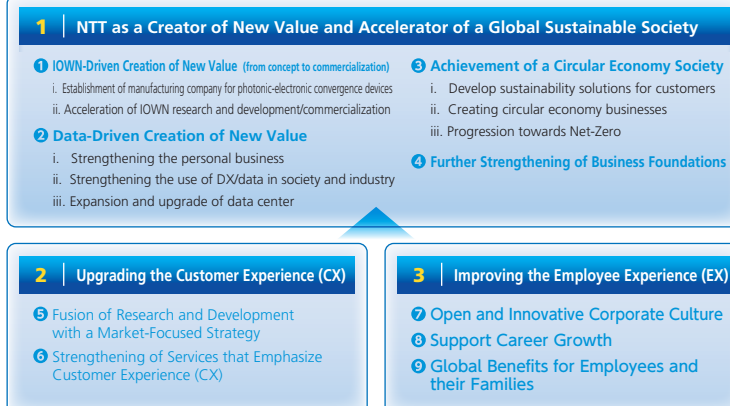 1 NTT as a Creator of New Value and Accelerator of a Global Sustainable Society
❶ IOWN-Driven Creation of New Value (from concept to commercialization)
i. Establishment of manufacturing company for photonic-electronic convergence devices
ii. Acceleration of IOWN research and development/commercialization
❷ Data-Driven Creation of New Value
i. Strengthening the personal business
ii. Strengthening the use of DX/data in society and industry
iii. Expansion and upgrade of data center
❸ Achievement of a Circular Economy Society
i. Develop sustainability solutions for customers
ii. Creating circular economy businesses
iii. Progression towards Net-Zero
❹ Further Strengthening of Business Foundations
2 Upgrading the Customer Experience (CX)
❺ Fusion of Research and Development
with a Market-Focused Strategy
❻ Strengthening of Services that Emphasize
Customer Experience (CX)
3 Improving the Employee Experience (EX)
❼ Open and Innovative Corporate Culture
❽ Support Career Growth
❾ Global Benefits for Employees and
their Families